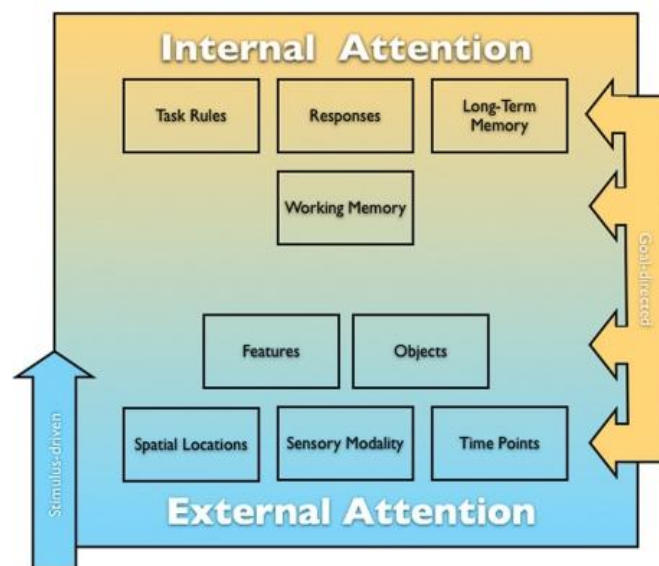 Internal Attention
Task Rules
Responses
Long-Term
Memory
Working Memory
Goal-directed
Features
Objects
Spatial Locations
Sensory Modality
Time Points
Stimulus-driven
External Attention